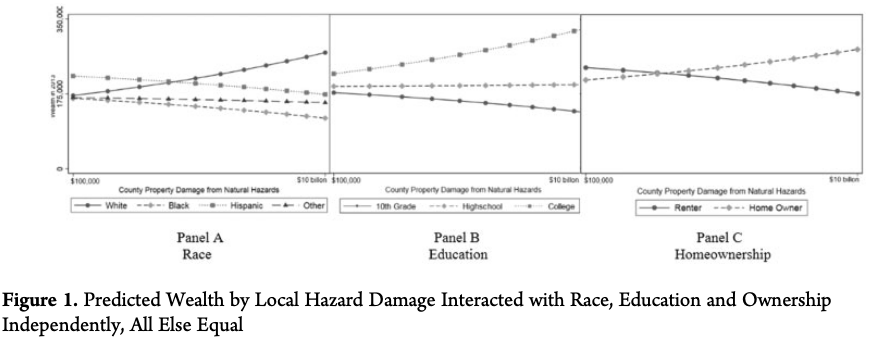 350,000
175,000
0
Wealth in 2013
$100,000
$10 billion
$100,000
$10 billion
$100,000
$10 billion
County Property Damage from Natural Hazards
County Property Damage from Natural Hazards
County Property Damage from Natural Hazards
White Black Hispanic Other
10th Grade Highschool College
Renter Home Owner
Panel A
Race
Panel B
Education
Panel C
Homeownership
Figure 1. Predicted Wealth by Local Hazard Damage Interacted with Race, Education and Ownership
Independently, All Else Equal